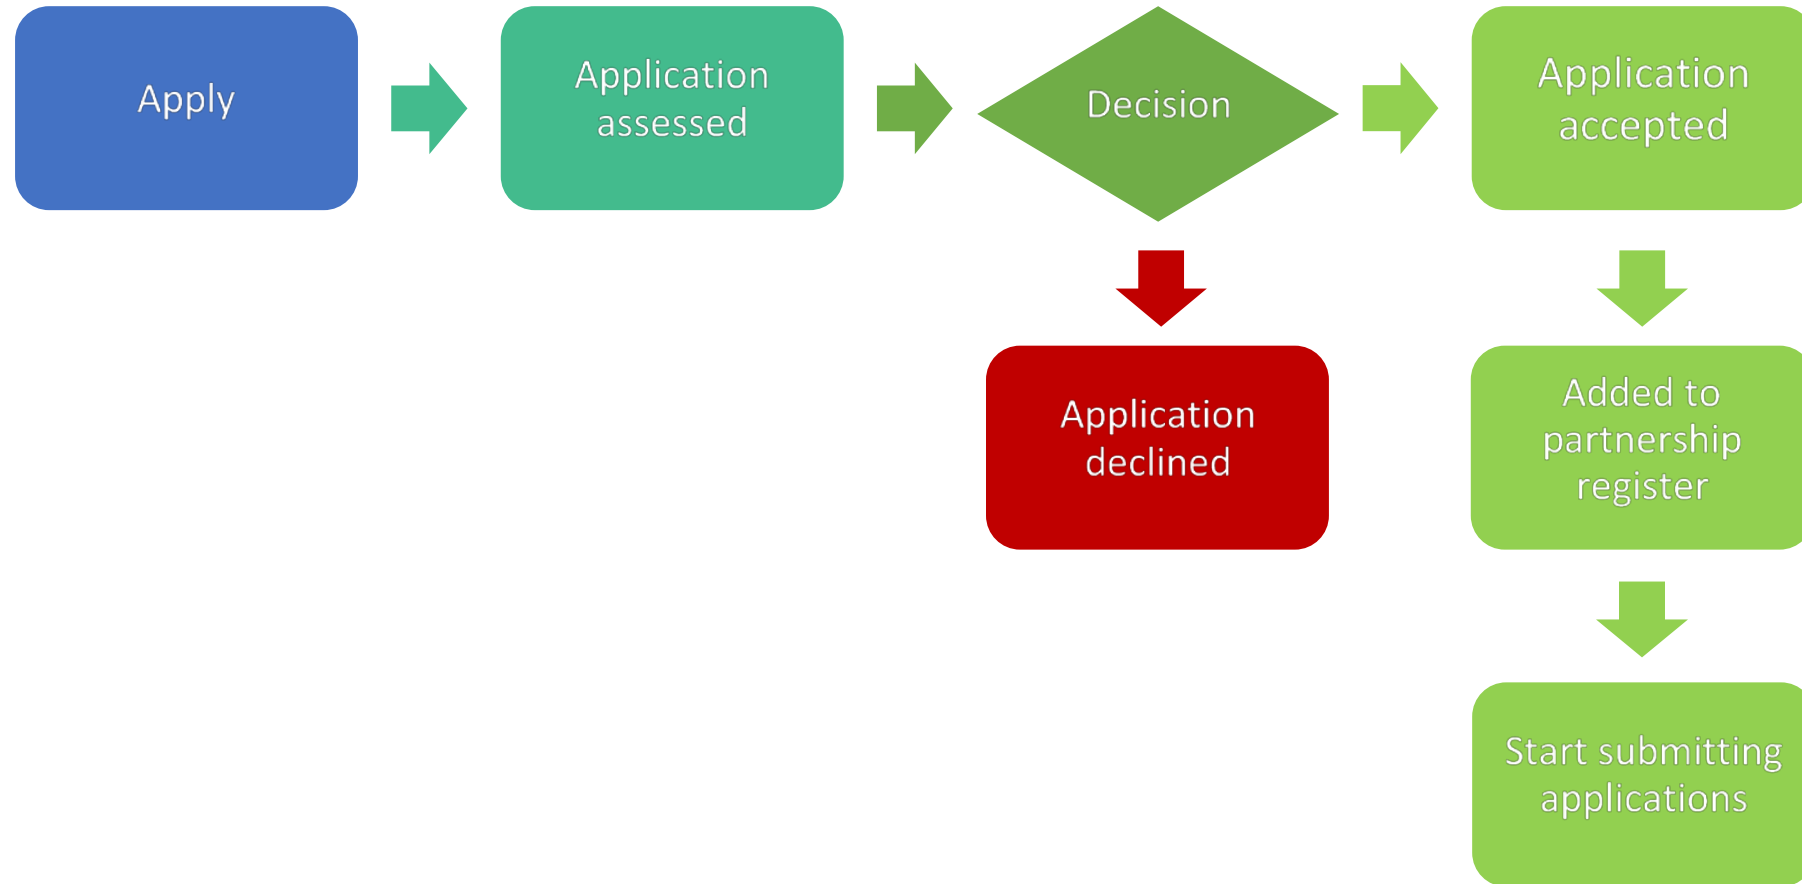 Apply
Application
assessed
Decision
Application
accepted
Application
declined
Added to
partnership
register
Start submitting
applications